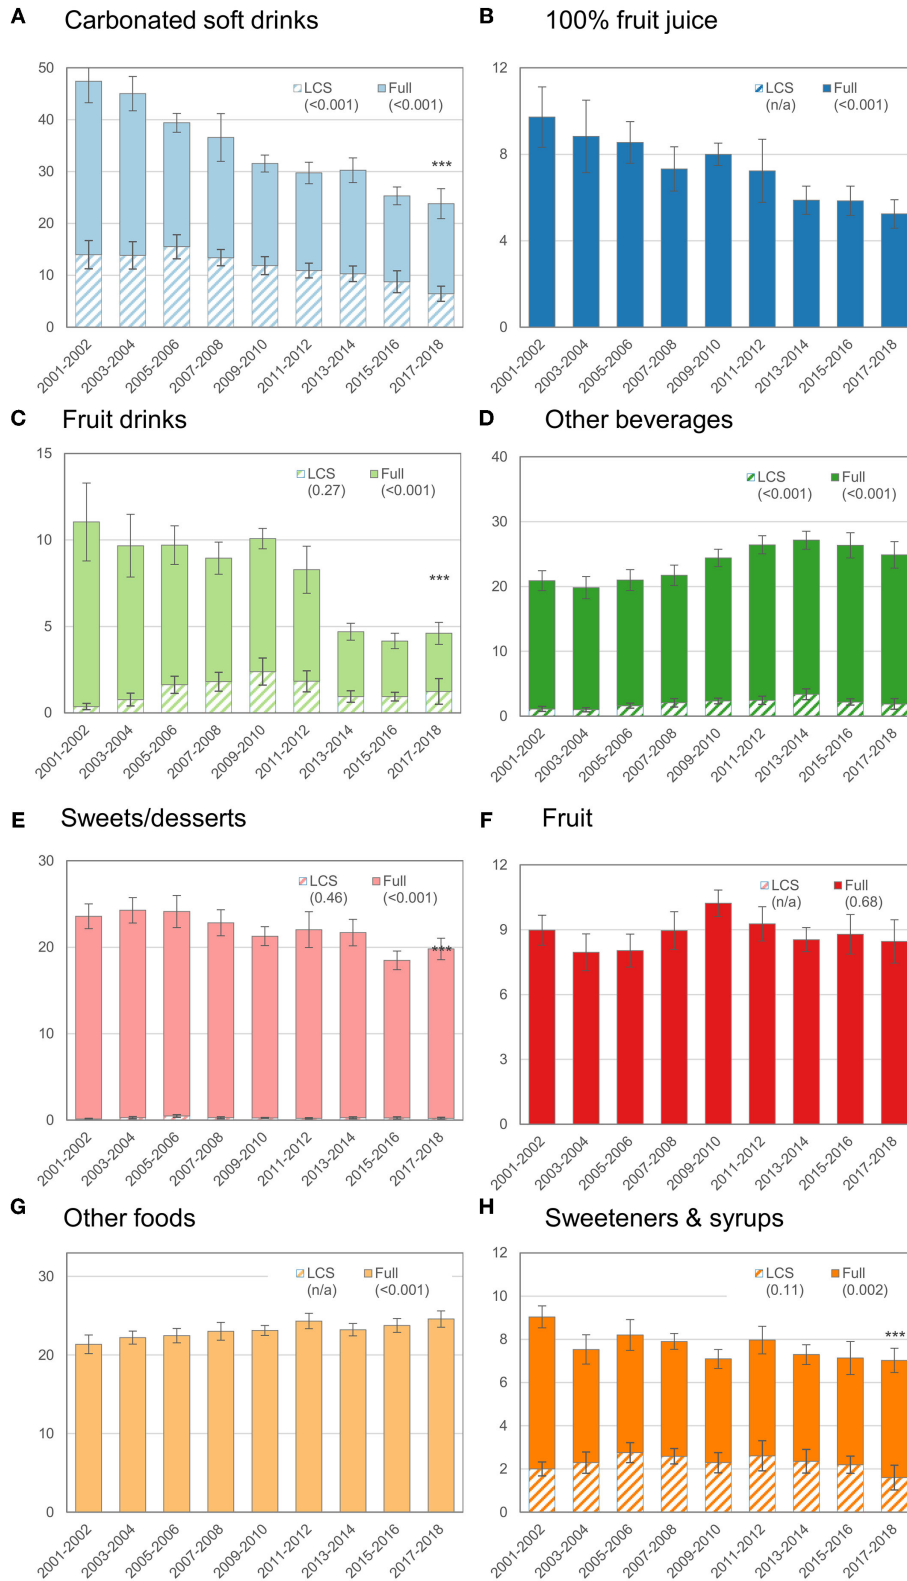 A Carbonated soft drinks
50
40
30
20
10
0
LCS Full
(<0.001) (<0.001)
***
2001-2002 2003-2004 2005-2006 2007-2008 2009-2010 2011-2012 2013-2014 2015-2016 2017-2018
B 100% fruit juice
12
8
4
0
LCS Full
(n/a) (<0.001)
2001-2002 2003-2004 2005-2006 2007-2008 2009-2010 2011-2012 2013-2014 2015-2016 2017-2018
C Fruit drinks
15
10
5
0
LCS Full
(0.27) (<0.001)
***
2001-2002 2003-2004 2005-2006 2007-2008 2009-2010 2011-2012 2013-2014 2015-2016 2017-2018
D Other beverages
40
30
20
10
0
LCS Full
(<0.001) (<0.001)
2001-2002 2003-2004 2005-2006 2007-2008 2009-2010 2011-2012 2013-2014 2015-2016 2017-2018
E Sweets/desserts
30
20
10
0
LCS Full
(0.46) (<0.001)
***
2001-2002 2003-2004 2005-2006 2007-2008 2009-2010 2011-2012 2013-2014 2015-2016 2017-2018
F Fruit
12
9
6
3
0
LCS Full
(n/a) (0.68)
2001-2002 2003-2004 2005-2006 2007-2008 2009-2010 2011-2012 2013-2014 2015-2016 2017-2018
G Other foods
30
20
10
0
LCS Full
(n/a) (<0.001)
2001-2002 2003-2004 2005-2006 2007-2008 2009-2010 2011-2012 2013-2014 2015-2016 2017-2018
H Sweeteners & syrups
12
10
8
6
4
2
0
LCS Full
(0.11) (0.002)
***
2001-2002 2003-2004 2005-2006 2007-2008 2009-2010 2011-2012 2013-2014 2015-2016 2017-2018